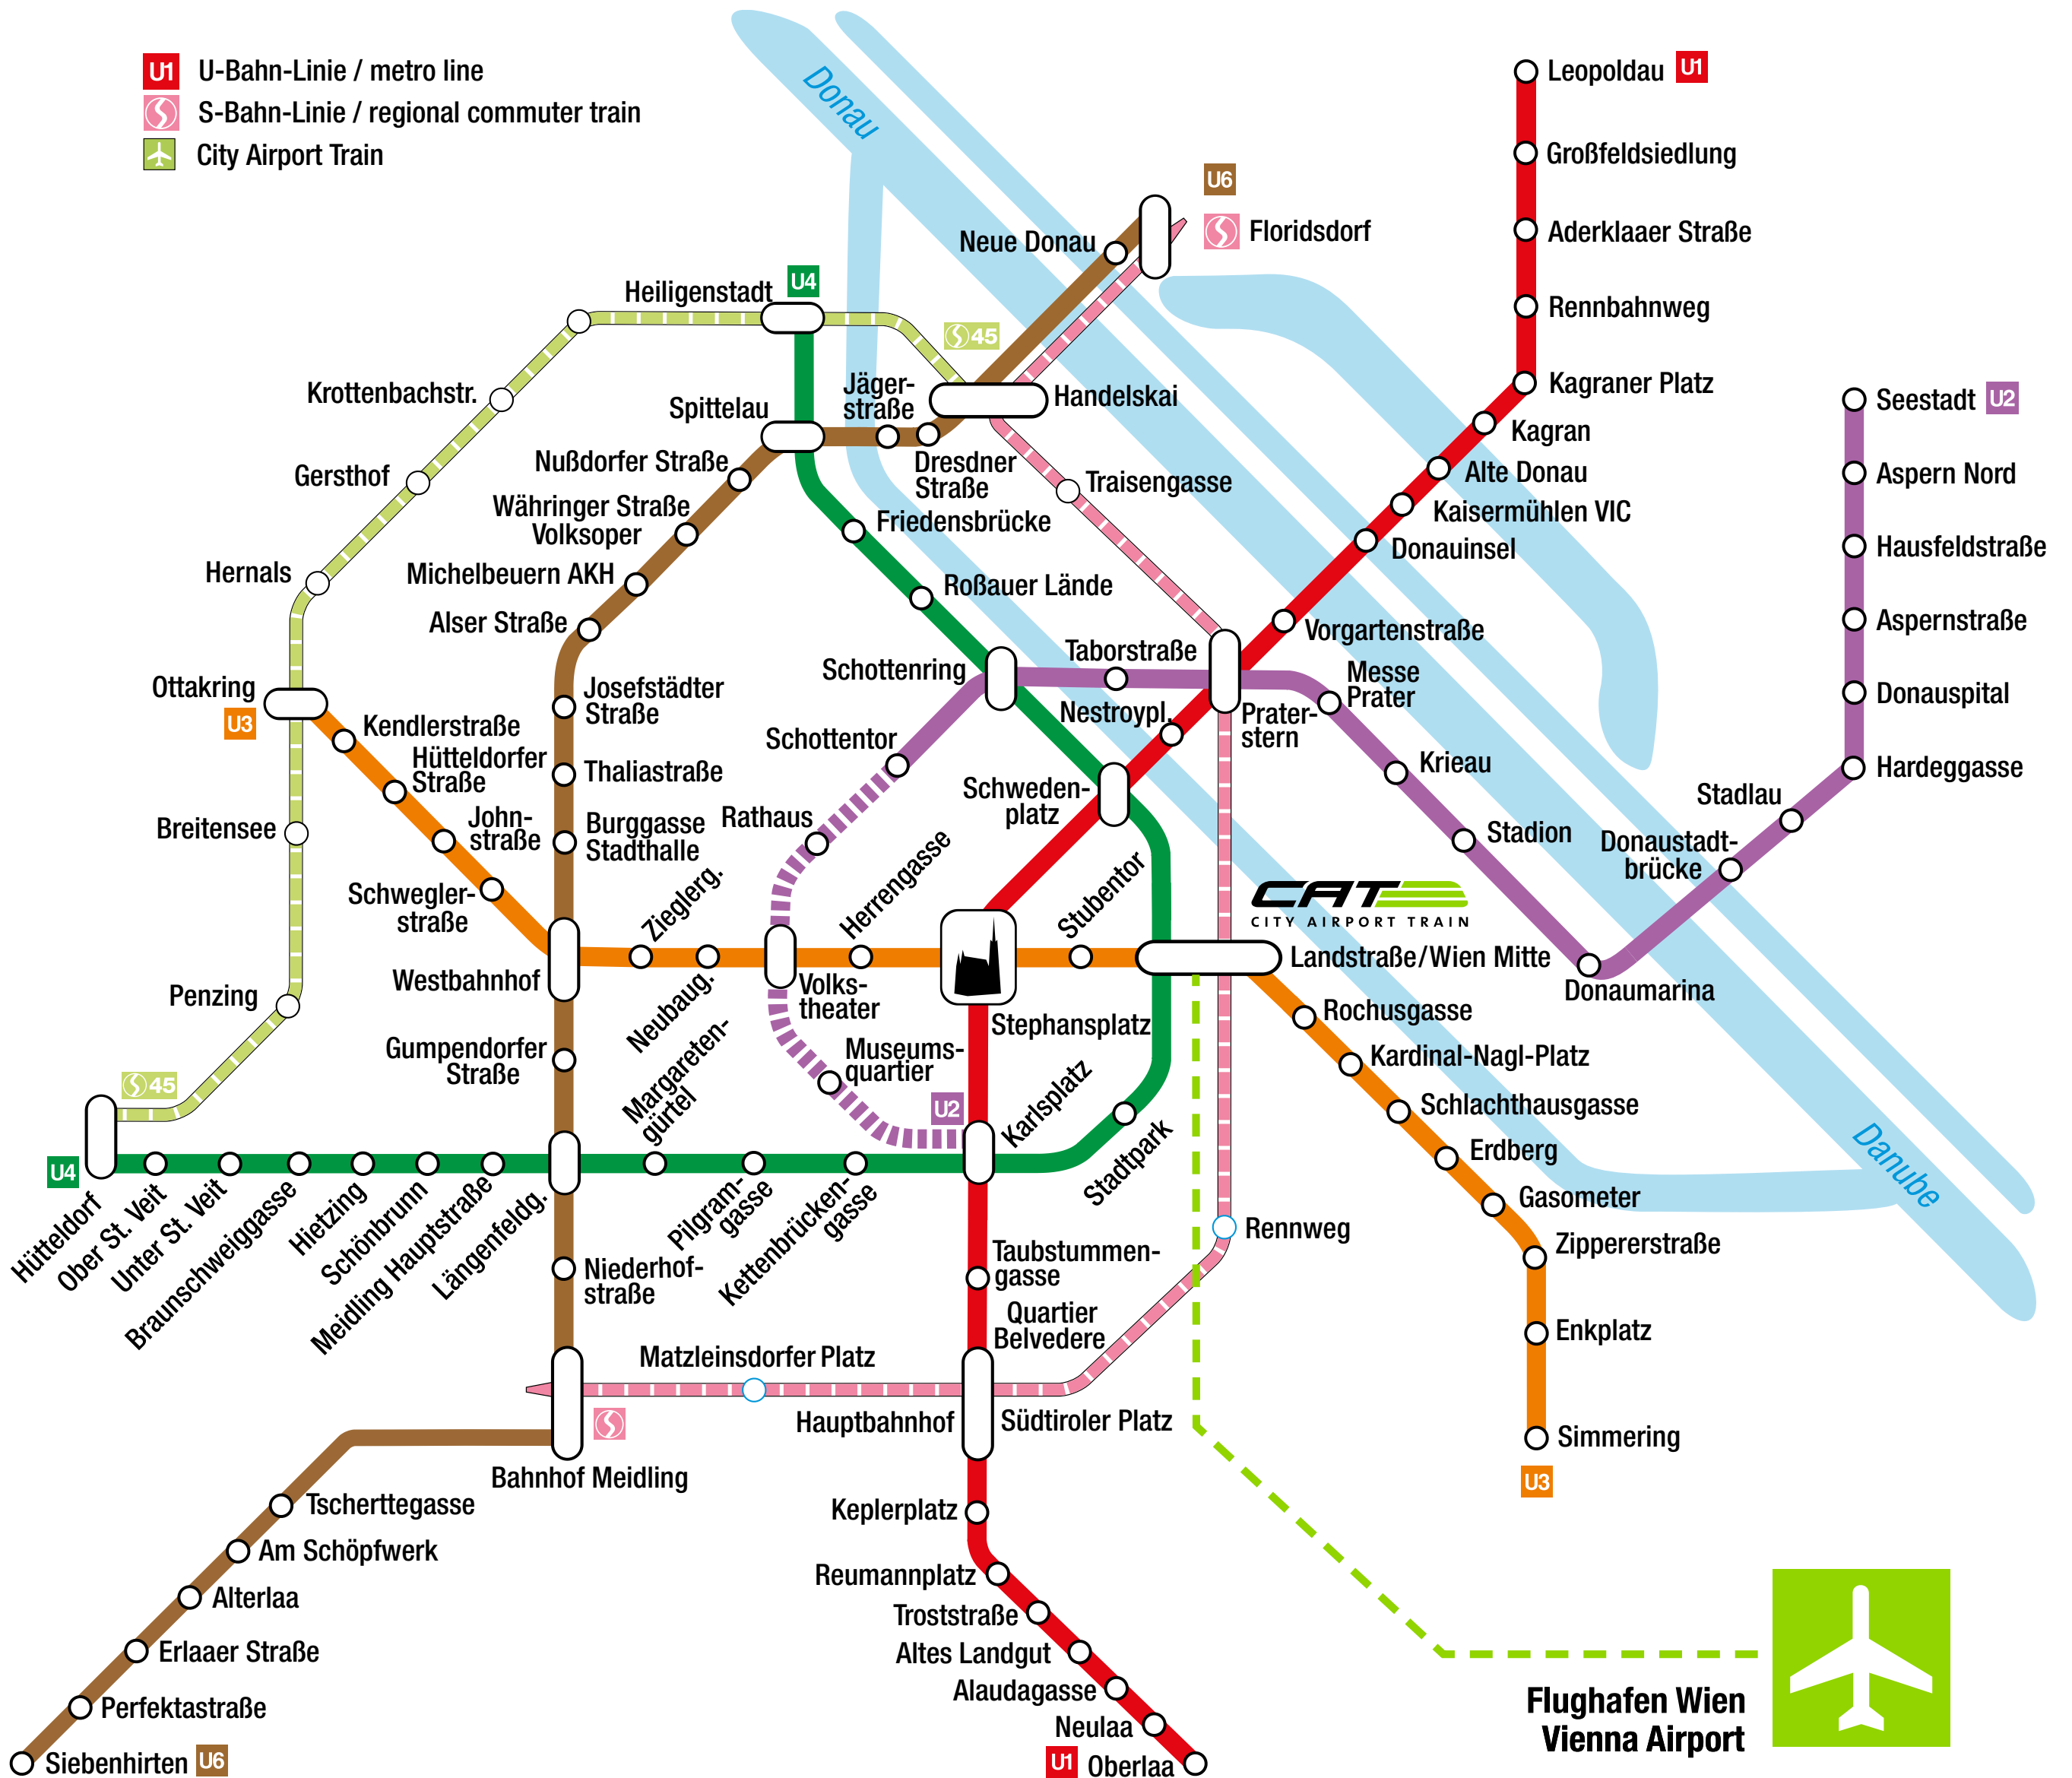 U1 U-Bahn-Linie / metro line
S-Bahn-Linie / regional commuter train
City Airport Train
Donau
Leopoldau U1
Großfeldsiedlung
Aderklaaer Straße
Rennbahnweg
Kagraner Platz
Kagran
Alte Donau
Kaisermühlen VIC
Donauinsel
Vorgartenstraße
U6
Floridsdorf
Neue Donau
Heiligenstadt
U4
45
Handelskai
Jäger-
straße
Dresdner
Straße
Spittelau
Traisengasse
Krottenbachstr.
Gersthof
Hernals
Nußdorfer Straße
Währinger Straße
Volksoper
Michelbeuern AKH
Alser Straße
Friedensbrücke
Roßauer Lände
Seestadt U2
Aspern Nord
Hausfeldstraße
Aspernstraße
Donauspital
Hardeggasse
Stadlau
Donaustadt-
brücke
Donaumarina
Stadion
Krieau
Messe
Prater
Prater-
stern
Taborstraße
Nestroypl.
Schottenring
Schottentor
Rathaus
Schweden-
platz
Ottakring
U3
Kendlerstraße
Hütteldorfer
Straße
John-
straße
Schwegler-
straße
Josefstädter
Straße
Thaliastraße
Burggasse
Stadthalle
Breitensee
Penzing
45
Westbahnhof
Zieglerg.
Neubaug.
Volks-
theater
Herrengasse
Stephansplatz
Stubentor
CAT
CITY AIRPORT TRAIN
Landstraße/Wien Mitte
Rochusgasse
Kardinal-Nagl-Platz
Schlachthausgasse
Erdberg
Gasometer
Zippererstraße
Enkplatz
Simmering
U3
Danube
Gumpendorfer
Straße
Margareten-
gürtel
Museums-
quartier
U2
Karlsplatz
Stadtpark
U4
Hütteldorf
Ober St. Veit
Unter St. Veit
Braunschweiggasse
Hietzing
Schönbrunn
Meidling Hauptstraße
Längenfeldg.
Pilgram-
gasse
Kettenbrücken-
gasse
Niederhof-
straße
Taubstummen-
gasse
Quartier
Belvedere
Rennweg
Matzleinsdorfer Platz
Hauptbahnhof
Südtiroler Platz
Bahnhof Meidling
Tscherttegasse
Am Schöpfwerk
Alterlaa
Erlaaer Straße
Perfektastraße
Siebenhirten U6
Keplerplatz
Reumannplatz
Troststraße
Altes Landgut
Alaudagasse
Neulaa
U1 Oberlaa
Flughafen Wien
Vienna Airport